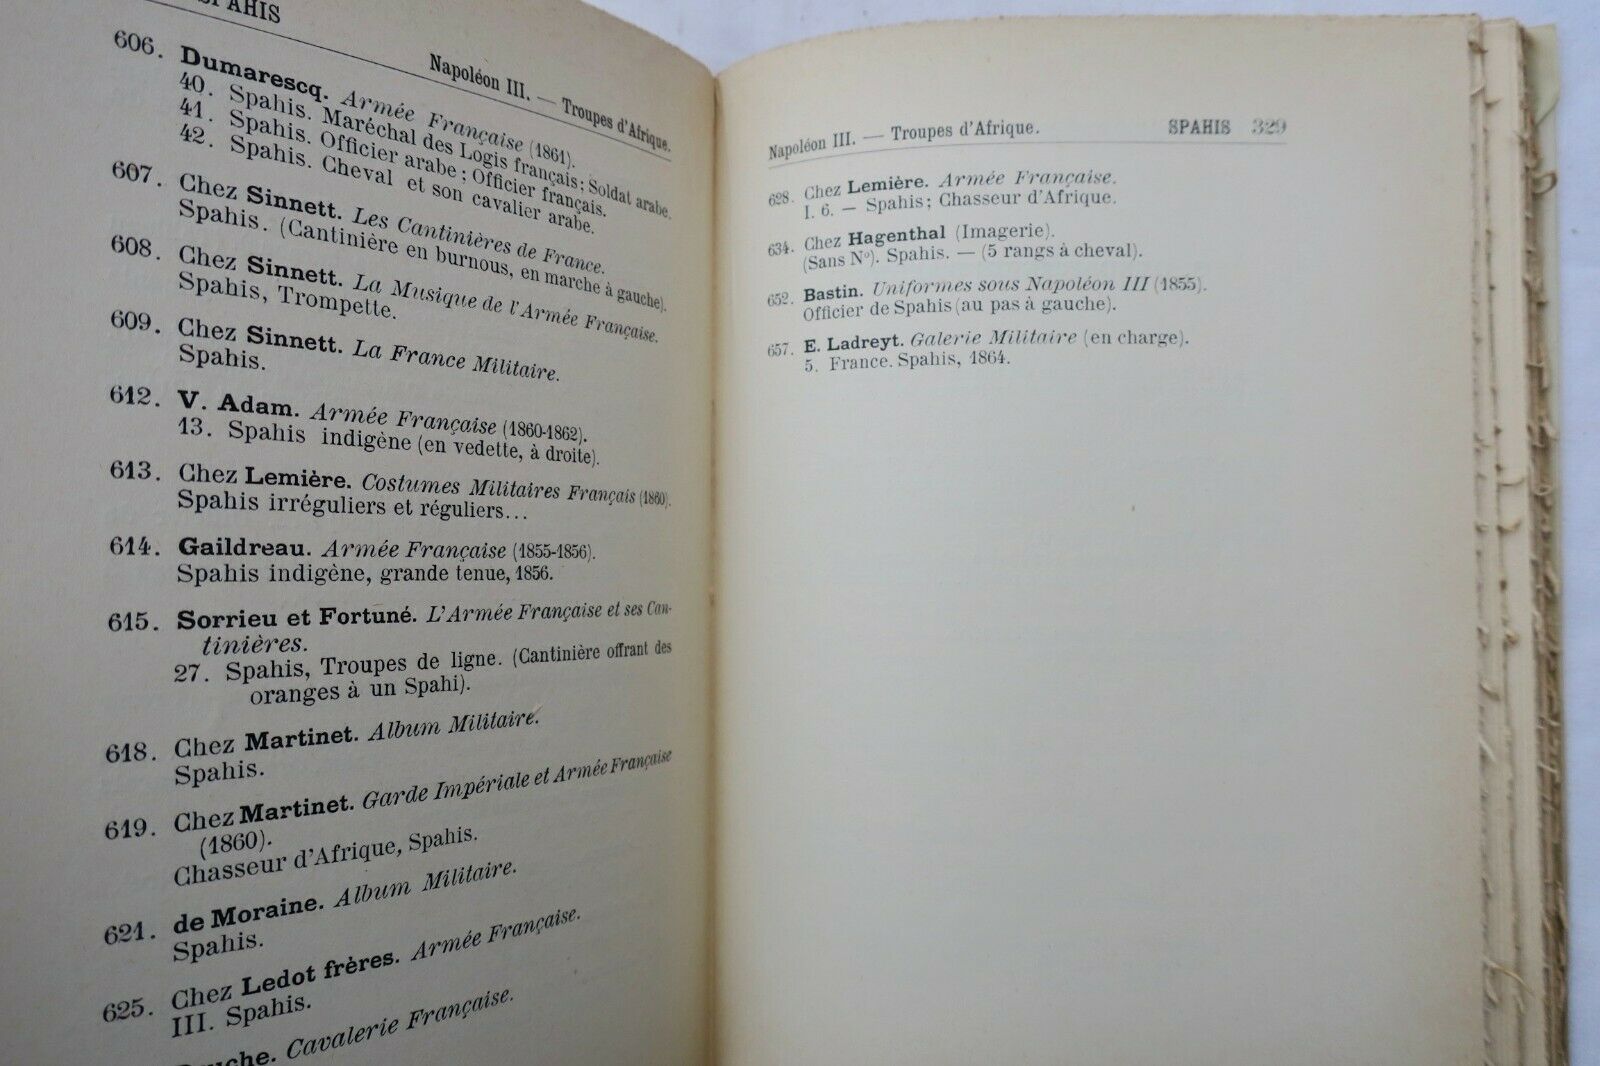 SPAHIS
Napoléon III. — Troupes d'Afrique.
606. Dumarescq. Armée Française (1861).
40. Spahis. Maréchal des Logis français; Soldat arabe.
41. Spahis. Officier arabe; Officier français.
42. Spahis. Cheval et son cavalier arabe.
607. Chez Sinnett. Les Cantinières de France.
Spahis. (Cantinière en burnous, en marche à gauche).
608. Chez Sinnett. La Musique de l'Armée Française.
Spahis, Trompette.
609. Chez Sinnett. La France Militaire.
Spahis.
612. V. Adam. Armée Française (1860-1862).
13. Spahis indigène (en vedette, à droite).
613. Chez Lemière. Costumes Militaires Français (1860).
Spahis irréguliers et réguliers...
614. Gaildreau. Armée Française (1855-1856).
Spahis indigène, grande tenue, 1856.
615. Sorrieu et Fortuné. L'Armée Française et ses Can-
tinières.
27. Spahis, Troupes de ligne. (Cantinière offrant des
oranges à un Spahi).
618. Chez Martinet. Album Militaire.
Spahis.
619. Chez Martinet. Garde Impériale et Armée Française
(1860).
Chasseur d'Afrique, Spahis.
621. de Moraine. Album Militaire.
Spahis.
625. Chez Ledot frères. Armée Française.
III. Spahis.
Cavalerie Française.
Napoléon III. — Troupes d'Afrique. SPAHIS 329
628. Chez Lemière. Armée Française.
I. 6. — Spahis; Chasseur d'Afrique.
634. Chez Hagenthal (Imagerie).
(Sans Nº). Spahis. — (5 rangs à cheval).
652. Bastin. Uniformes sous Napoléon III (1855).
Officier de Spahis (au pas à gauche).
657. E. Ladreyt. Galerie Militaire (en charge).
5. France. Spahis, 1864.